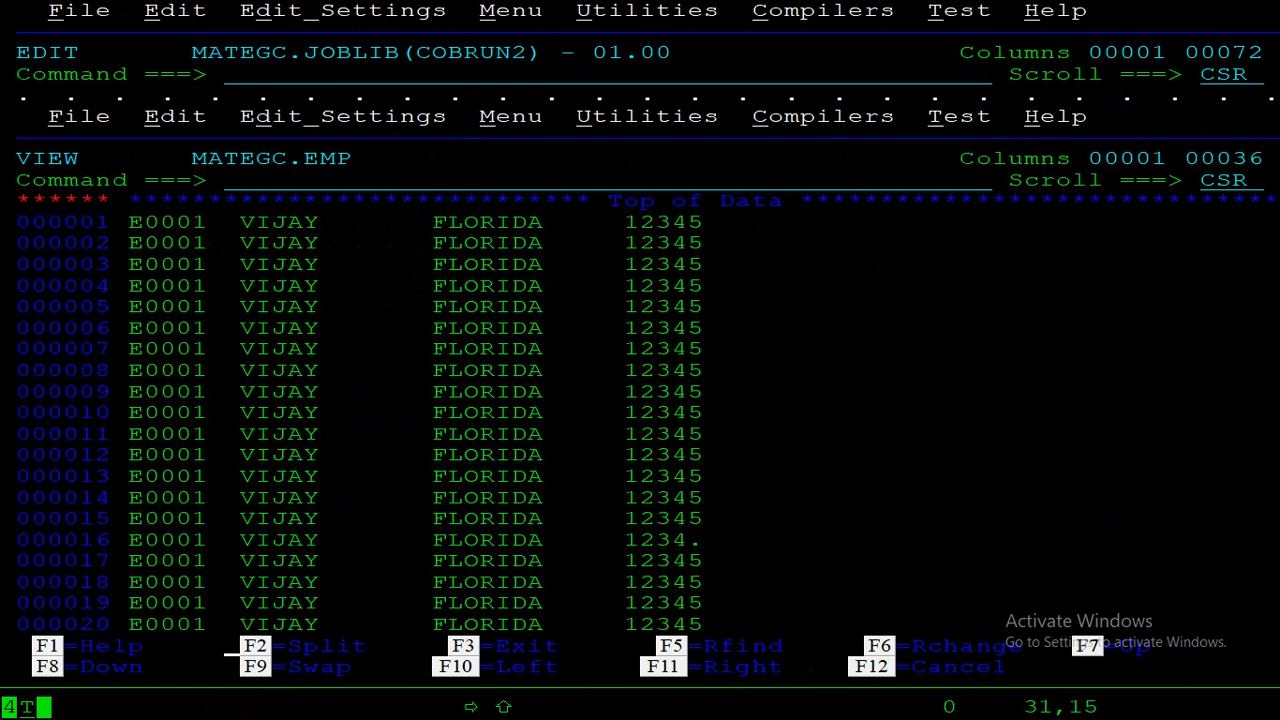 File Edit Edit_Settings Menu Utilities Compilers Test Help
EDIT MATEGC.JOBLIB(COBRUN2) - 01.00 Columns 00001 00072
Command ===> Scroll ===> CSR
. . . . . . . . . . . . . . . . . . . . . . . . . . .
File Edit Edit_Settings Menu Utilities Compilers Test Help
VIEW MATEGC.EMP Columns 00001 00036
Command ===> Scroll ===> CSR
****** ***************************** Top of Data ******************************
000001 E0001 VIJAY FLORIDA 12345
000002 E0001 VIJAY FLORIDA 12345
000003 E0001 VIJAY FLORIDA 12345
000004 E0001 VIJAY FLORIDA 12345
000005 E0001 VIJAY FLORIDA 12345
000006 E0001 VIJAY FLORIDA 12345
000007 E0001 VIJAY FLORIDA 12345
000008 E0001 VIJAY FLORIDA 12345
000009 E0001 VIJAY FLORIDA 12345
000010 E0001 VIJAY FLORIDA 12345
000011 E0001 VIJAY FLORIDA 12345
000012 E0001 VIJAY FLORIDA 12345
000013 E0001 VIJAY FLORIDA 12345
000014 E0001 VIJAY FLORIDA 12345
000015 E0001 VIJAY FLORIDA 12345
000016 E0001 VIJAY FLORIDA 1234.
000017 E0001 VIJAY FLORIDA 12345
000018 E0001 VIJAY FLORIDA 12345
000019 E0001 VIJAY FLORIDA 12345
000020 E0001 VIJAY FLORIDA 12345
Activate Windows
Go to Settings to activate Windows.
F1=Help F2=Split F3=Exit F5=Rfind F6=Rchange F7=Up
F8=Down F9=Swap F10=Left F11=Right F12=Cancel
4T 0 31,15